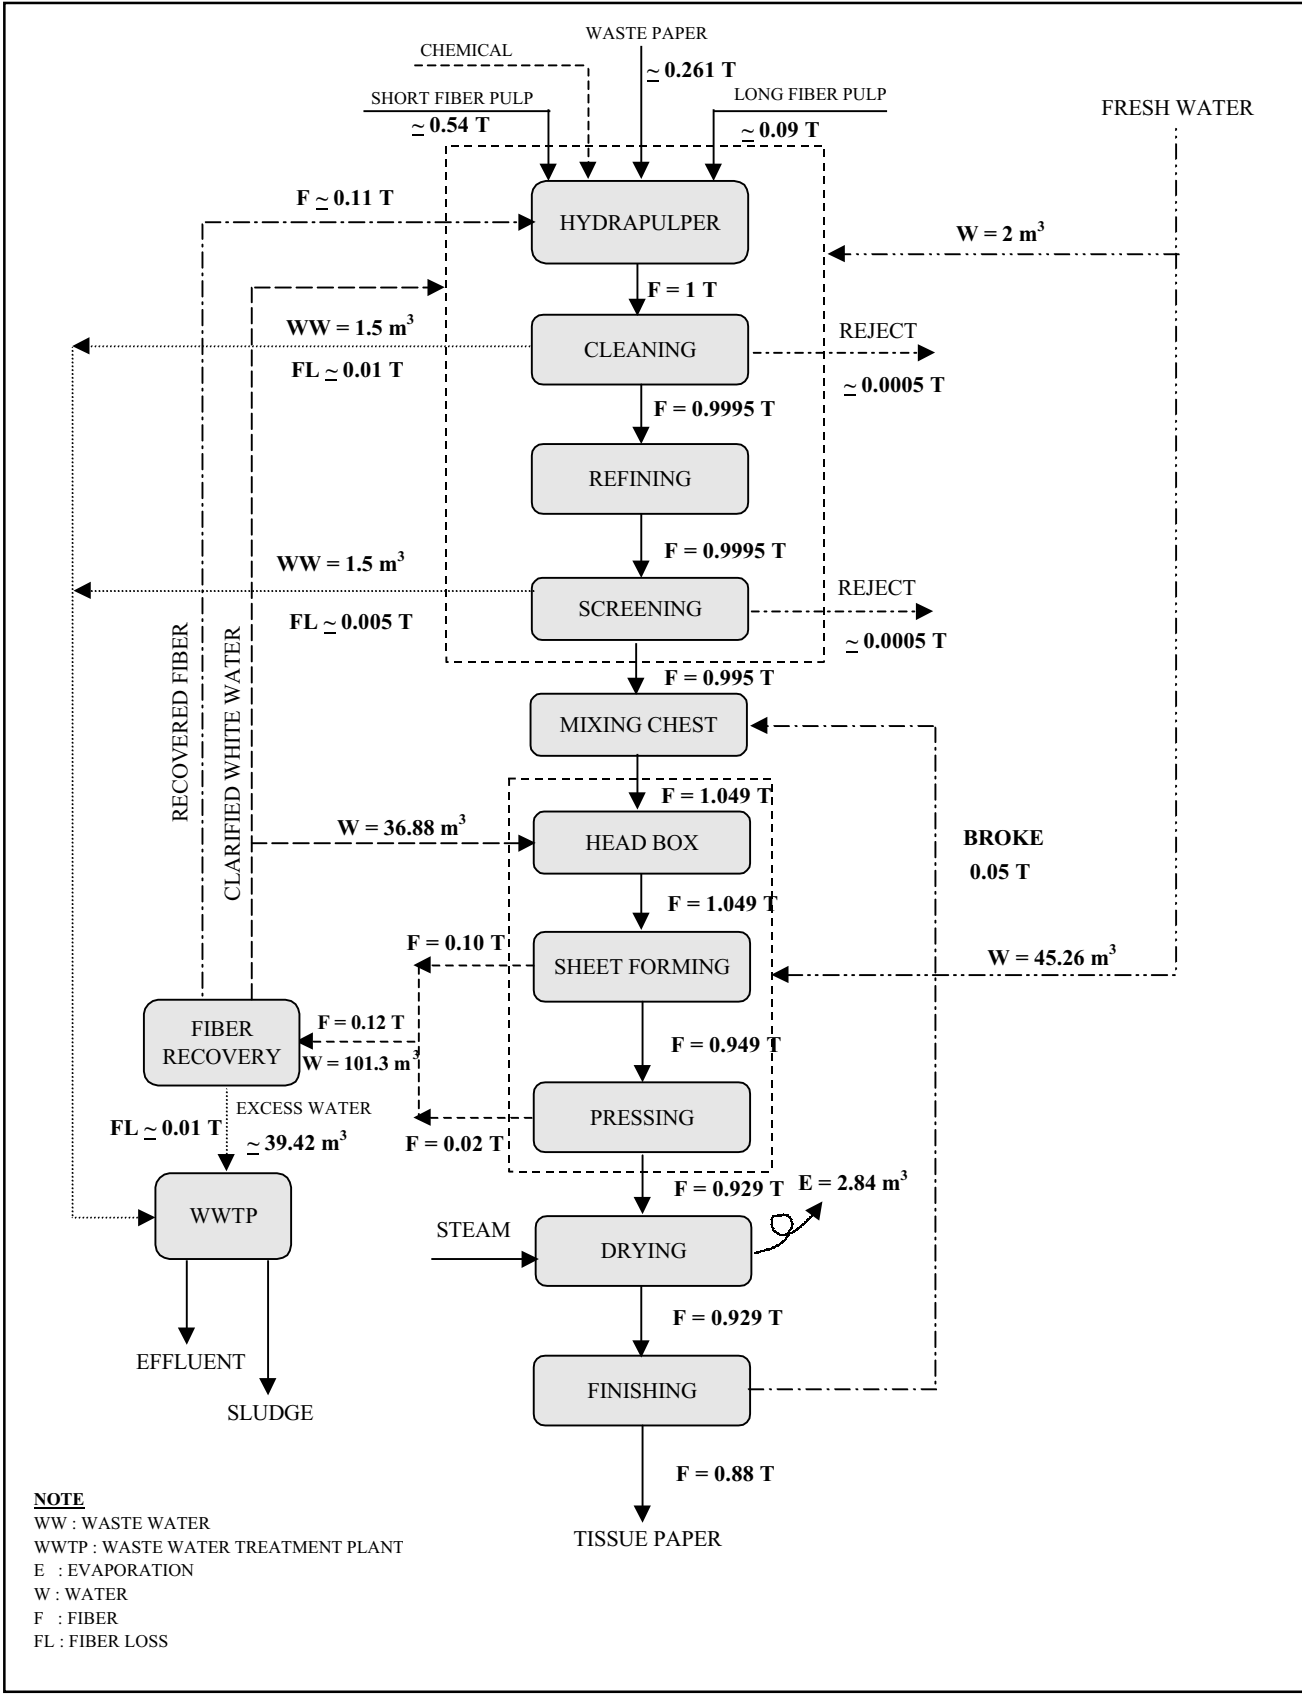 WASTE PAPER
CHEMICAL
~ 0.261 T
SHORT FIBER PULP
LONG FIBER PULP
FRESH WATER
~ 0.54 T
~ 0.09 T
F ~ 0.11 T
HYDRAPULPER
W = 2 m³
F = 1 T
WW = 1.5 m³
CLEANING
REJECT
FL ~ 0.01 T
~ 0.0005 T
F = 0.9995 T
REFINING
F = 0.9995 T
WW = 1.5 m³
SCREENING
REJECT
FL ~ 0.005 T
~ 0.0005 T
F = 0.995 T
RECOVERED FIBER
CLARIFIED WHITE WATER
MIXING CHEST
F = 1.049 T
W = 36.88 m³
HEAD BOX
BROKE
0.05 T
F = 1.049 T
F = 0.10 T
SHEET FORMING
W = 45.26 m³
FIBER
RECOVERY
F = 0.12 T
W = 101.3 m³
F = 0.949 T
EXCESS WATER
FL ~ 0.01 T
~ 39.42 m³
PRESSING
F = 0.02 T
F = 0.929 T
E = 2.84 m³
WWTP
STEAM
DRYING
F = 0.929 T
EFFLUENT
FINISHING
SLUDGE
F = 0.88 T
TISSUE PAPER
NOTE
WW : WASTE WATER
WWTP : WASTE WATER TREATMENT PLANT
E : EVAPORATION
W : WATER
F : FIBER
FL : FIBER LOSS